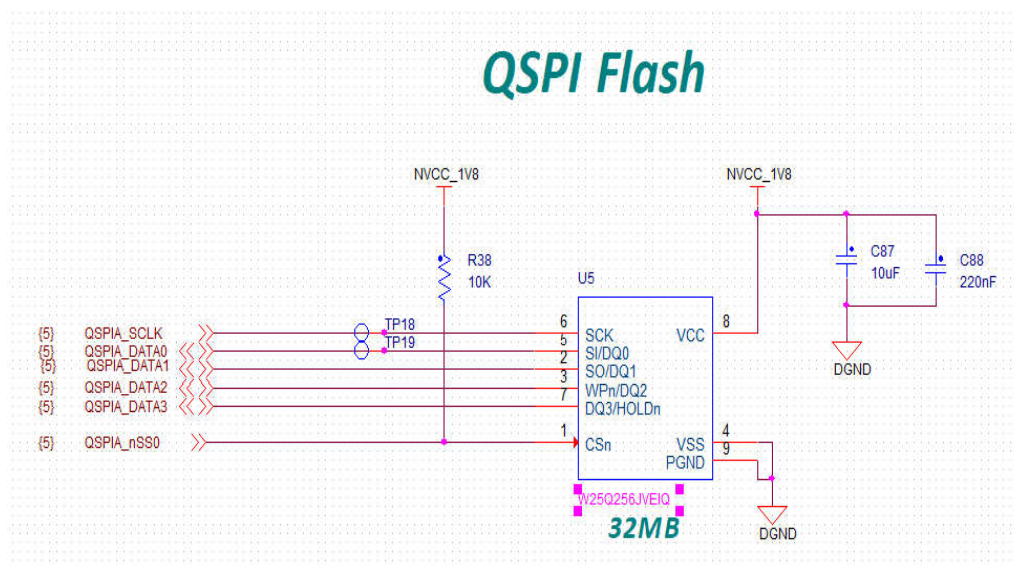 QSPI Flash
NVCC_1V8
NVCC_1V8
R38
10K
C87
10uF
C88
220nF
DGND
U5
{5} QSPIA_SCLK
{5} QSPIA_DATA0
{5} QSPIA_DATA1
{5} QSPIA_DATA2
{5} QSPIA_DATA3
{5} QSPIA_nSS0
TP18
TP19
6 SCK
5 SI/DQ0
2 SO/DQ1
3 WPn/DQ2
7 DQ3/HOLDn
1 CSn
VCC 8
VSS 4
PGND 9
W25Q256JVEIQ
32MB
DGND